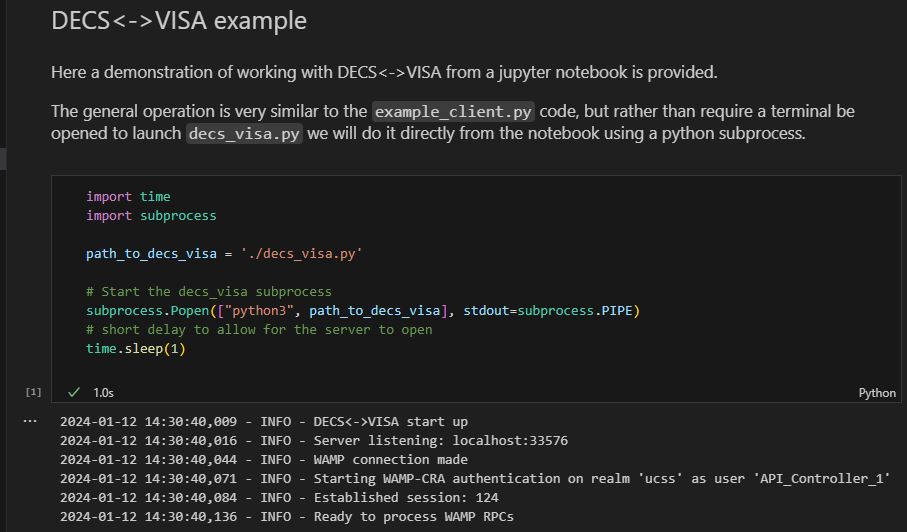 DECS<->VISA example
Here a demonstration of working with DECS<->VISA from a jupyter notebook is provided.
The general operation is very similar to the example_client.py code, but rather than require a terminal be
opened to launch decs_visa.py we will do it directly from the notebook using a python subprocess.
import time
import subprocess
path_to_decs_visa = './decs_visa.py'
# Start the decs_visa subprocess
subprocess.Popen(["python3", path_to_decs_visa], stdout=subprocess.PIPE)
# short delay to allow for the server to open
time.sleep(1)
[1] ✓ 1.0s Python
... 2024-01-12 14:30:40,009 - INFO - DECS<->VISA start up
2024-01-12 14:30:40,016 - INFO - Server listening: localhost:33576
2024-01-12 14:30:40,044 - INFO - WAMP connection made
2024-01-12 14:30:40,071 - INFO - Starting WAMP-CRA authentication on realm 'ucss' as user 'API_Controller_1'
2024-01-12 14:30:40,084 - INFO - Established session: 124
2024-01-12 14:30:40,136 - INFO - Ready to process WAMP RPCs